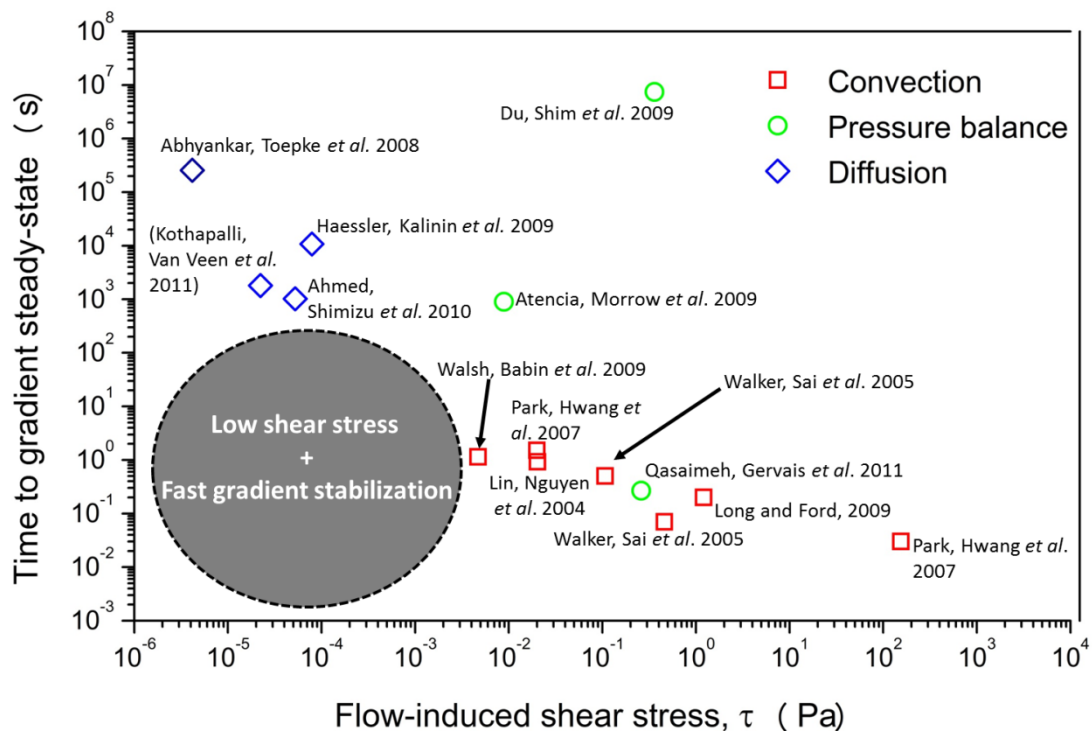 10^8
10^7
10^6
10^5
10^4
10^3
10^2
10^1
10^0
10^-1
10^-2
10^-3
Time to gradient steady-state ( s)
Convection
Pressure balance
Diffusion
Du, Shim et al. 2009
Abhyankar, Toepke et al. 2008
Haessler, Kalinin et al. 2009
(Kothapalli,
Van Veen et al.
2011)
Ahmed,
Shimizu et al. 2010
Atencia, Morrow et al. 2009
Walsh, Babin et al. 2009
Walker, Sai et al. 2005
Park, Hwang et
al. 2007
Low shear stress
+
Fast gradient stabilization
Lin, Nguyen
et al. 2004
Qasaimeh, Gervais et al. 2011
Long and Ford, 2009
Walker, Sai et al. 2005
Park, Hwang et al.
2007
10^-6 10^-5 10^-4 10^-3 10^-2 10^-1 10^0 10^1 10^2 10^3 10^4
Flow-induced shear stress, τ ( Pa)